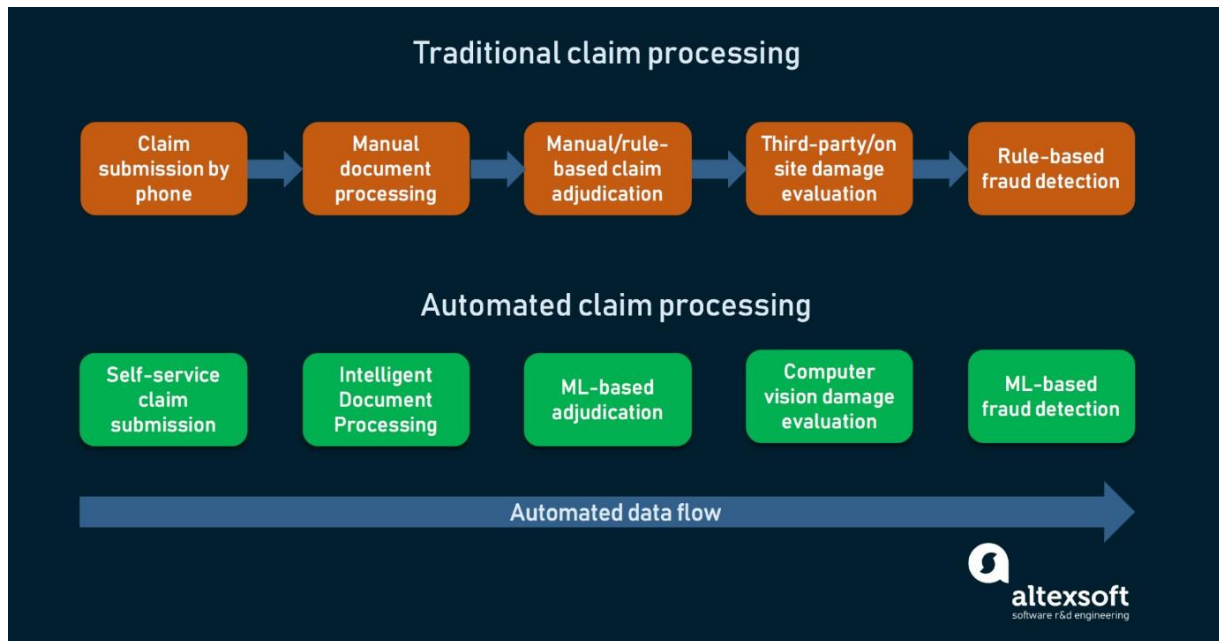 Traditional claim processing
Claim
submission by
phone
Manual
document
processing
Manual/rule-
based claim
adjudication
Third-party/on
site damage
evaluation
Rule-based
fraud detection
Automated claim processing
Self-service
claim
submission
Intelligent
Document
Processing
ML-based
adjudication
Computer
vision damage
evaluation
ML-based
fraud detection
Automated data flow
altexsoft
software r&d engineering